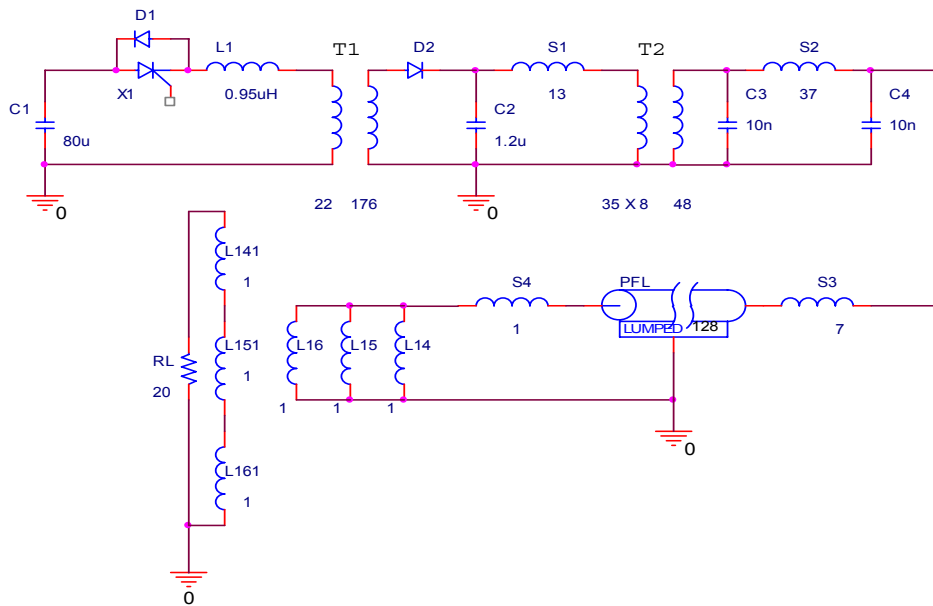 D1
L1
T1
D2
S1
T2
S2
X1
0.95uH
13
37
C1
80u
C2
1.2u
C3
10n
C4
10n
0
0
22 176
35 X 8 48
L141
1
S4
PFL
S3
LUMPED T28
1
7
L151
1
L16
L15
L14
RL
20
1
1
1
0
L161
1
0